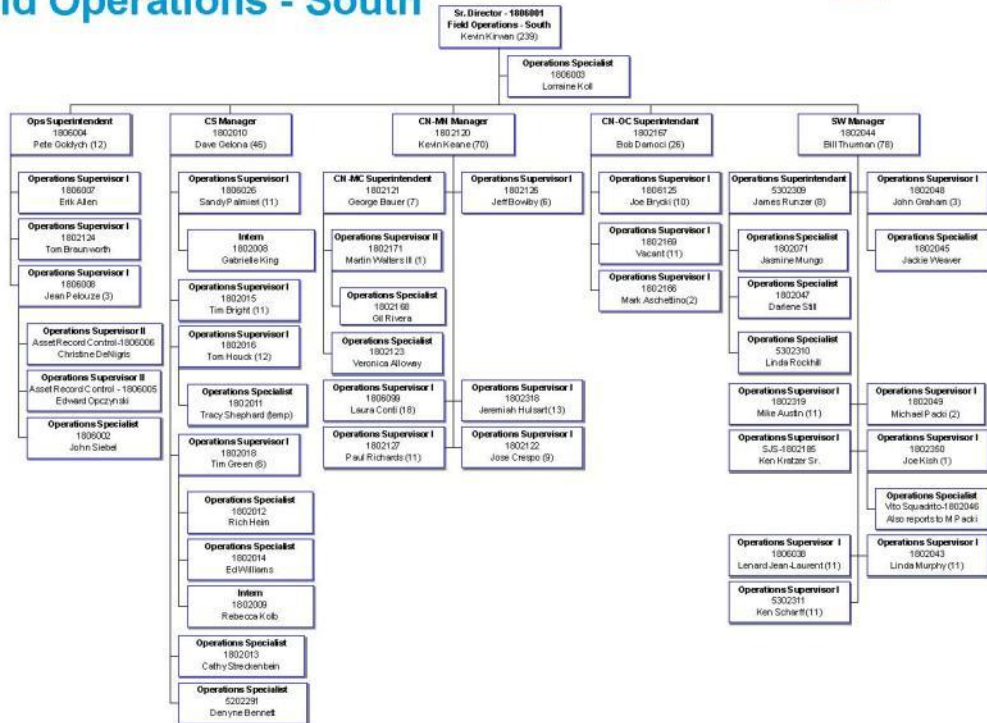 ld Operations - South
Sr. Director - 1806001
Field Operations - South
Kevin Kirwan (239)
Operations Specialist
1806003
Lorraine Koll
Ops Superintendent
1806004
Pete Goldych (12)
Operations Supervisor I
1806007
Erik Allen
Operations Supervisor I
1802124
Tom Braunworth
Operations Supervisor I
1806008
Jean Pelouze (3)
Operations Supervisor II
Asset Record Control-1806006
Christine DeNigris
Operations Supervisor II
Asset Record Control - 1806005
Edward Opczynski
Operations Specialist
1806002
John Siebel
CS Manager
1802010
Dave Gelona (46)
Operations Supervisor I
1806026
Sandy Palmieri (11)
Intern
1802008
Gabrielle King
Operations Supervisor I
1802015
Tim Bright (11)
Operations Supervisor I
1802016
Tom Houck (12)
Operations Specialist
1802011
Tracy Shephard (temp)
Operations Supervisor I
1802018
Tim Green (6)
Operations Specialist
1802012
Rich Heim
Operations Specialist
1802014
Ed Williams
Intern
1802009
Rebecca Kolb
Operations Specialist
1802013
Cathy Streckenbein
Operations Specialist
5202291
Denyne Bennett
CN-MN Manager
1802120
Kevin Keane (70)
CN-MC Superintendent
1802121
George Bauer (7)
Operations Supervisor II
1802171
Martin Walters III (1)
Operations Specialist
1802168
Gil Rivera
Operations Specialist
1802123
Veronica Alloway
Operations Supervisor I
1802126
Jeff Bowlby (6)
Operations Supervisor I
1806099
Laura Conti (18)
Operations Supervisor I
1802318
Jeremiah Hulsart (13)
Operations Supervisor I
1802127
Paul Richards (11)
Operations Supervisor I
1802122
Jose Crespo (9)
CN-OC Superintendant
1802167
Bob Damoci (26)
Operations Supervisor I
1806125
Joe Brycki (10)
Operations Supervisor I
1802169
Vacant (11)
Operations Supervisor I
1802166
Mark Aschettino(2)
SW Manager
1802044
Bill Thurman (78)
Operations Superintendant
5302309
James Runzer (8)
Operations Specialist
1802071
Jasmine Mungo
Operations Specialist
1802047
Darlene Still
Operations Specialist
5302310
Linda Rockhill
Operations Supervisor I
1802048
John Graham (3)
Operations Specialist
1802045
Jackie Weaver
Operations Supervisor I
1802319
Mike Austin (11)
Operations Supervisor I
1802049
Michael Packi (2)
Operations Supervisor I
SJS-1802185
Ken Kratzer Sr.
Operations Supervisor I
1802350
Joe Kish (1)
Operations Specialist
Vito Squadrito-1802046
Also reports to M Packi
Operations Supervisor I
1806038
Lenard Jean-Laurent (11)
Operations Supervisor I
1802043
Linda Murphy (11)
Operations Supervisor I
5302311
Ken Scharff (11)